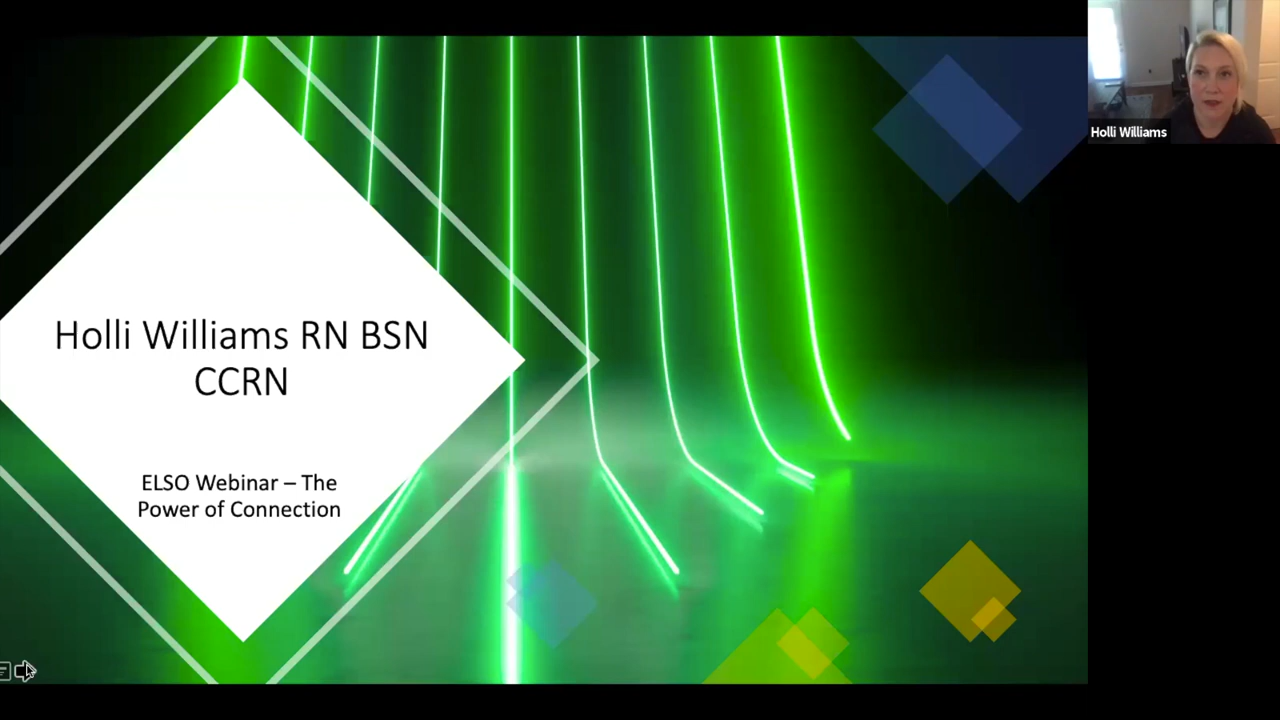 Holli Williams RN BSN
CCRN
ELSO Webinar – The
Power of Connection
Holli Williams